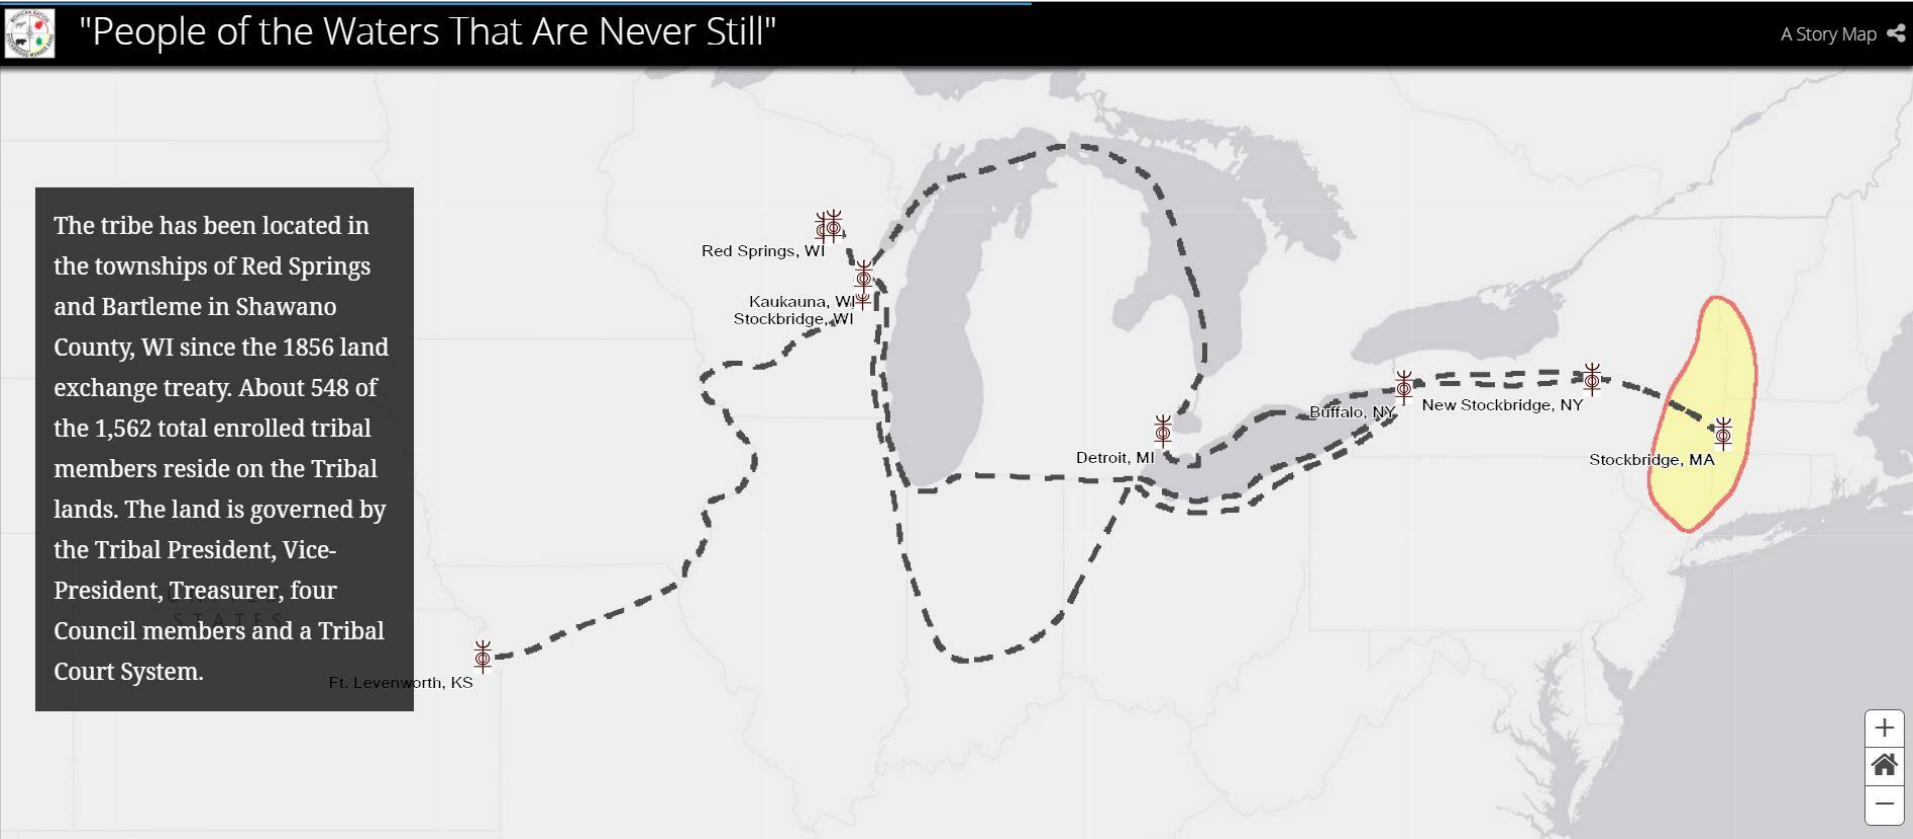 "People of the Waters That Are Never Still"
A Story Map
The tribe has been located in
the townships of Red Springs
and Bartleme in Shawano
County, WI since the 1856 land
exchange treaty. About 548 of
the 1,562 total enrolled tribal
members reside on the Tribal
lands. The land is governed by
the Tribal President, Vice-
President, Treasurer, four
Council members and a Tribal
Court System.
STATES
Red Springs, WI
Kaukauna, WI
Stockbridge, WI
Detroit, MI
Buffalo, NY
New Stockbridge, NY
Stockbridge, MA
Ft. Levenworth, KS
+
−